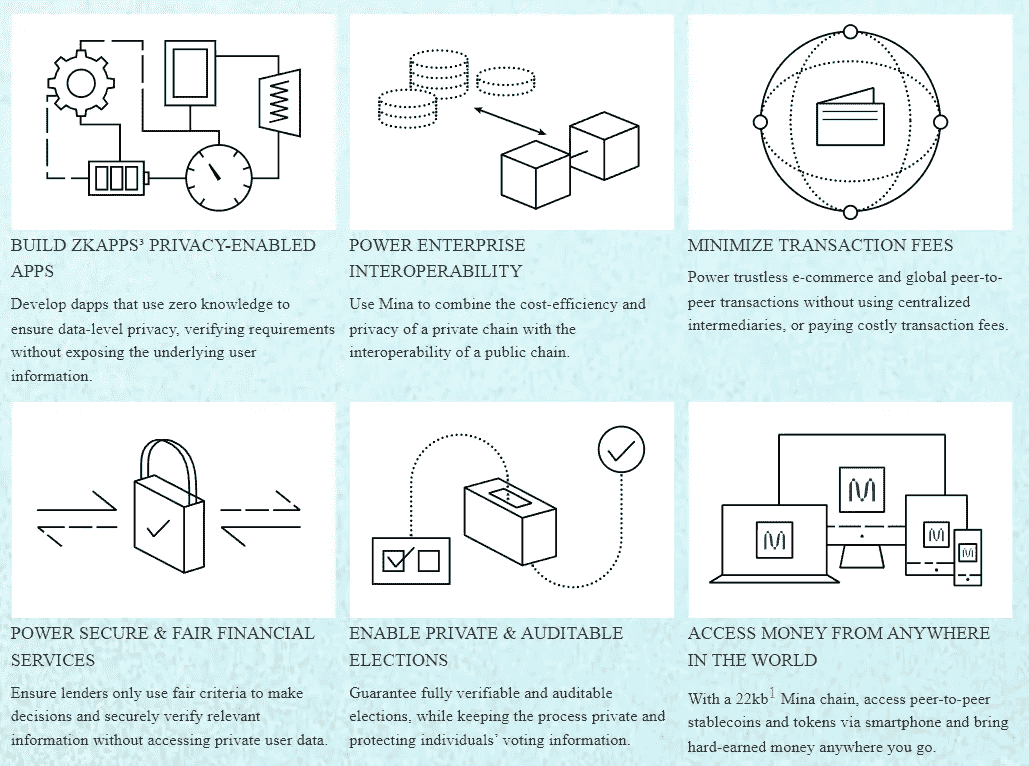 BUILD ZKAPPS³ PRIVACY-ENABLED
APPS
Develop dapps that use zero knowledge to
ensure data-level privacy, verifying requirements
without exposing the underlying user
information.
POWER ENTERPRISE
INTEROPERABILITY
Use Mina to combine the cost-efficiency and
privacy of a private chain with the
interoperability of a public chain.
MINIMIZE TRANSACTION FEES
Power trustless e-commerce and global peer-to-
peer transactions without using centralized
intermediaries, or paying costly transaction fees.
POWER SECURE & FAIR FINANCIAL
SERVICES
Ensure lenders only use fair criteria to make
decisions and securely verify relevant
information without accessing private user data.
ENABLE PRIVATE & AUDITABLE
ELECTIONS
Guarantee fully verifiable and auditable
elections, while keeping the process private and
protecting individuals’ voting information.
M
M
M
M
ACCESS MONEY FROM ANYWHERE
IN THE WORLD
With a 22kb¹ Mina chain, access peer-to-peer
stablecoins and tokens via smartphone and bring
hard-earned money anywhere you go.